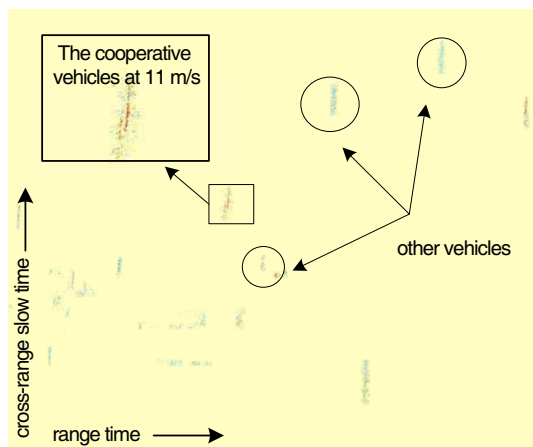 The cooperative
vehicles at 11 m/s
other vehicles
cross-range slow time
range time